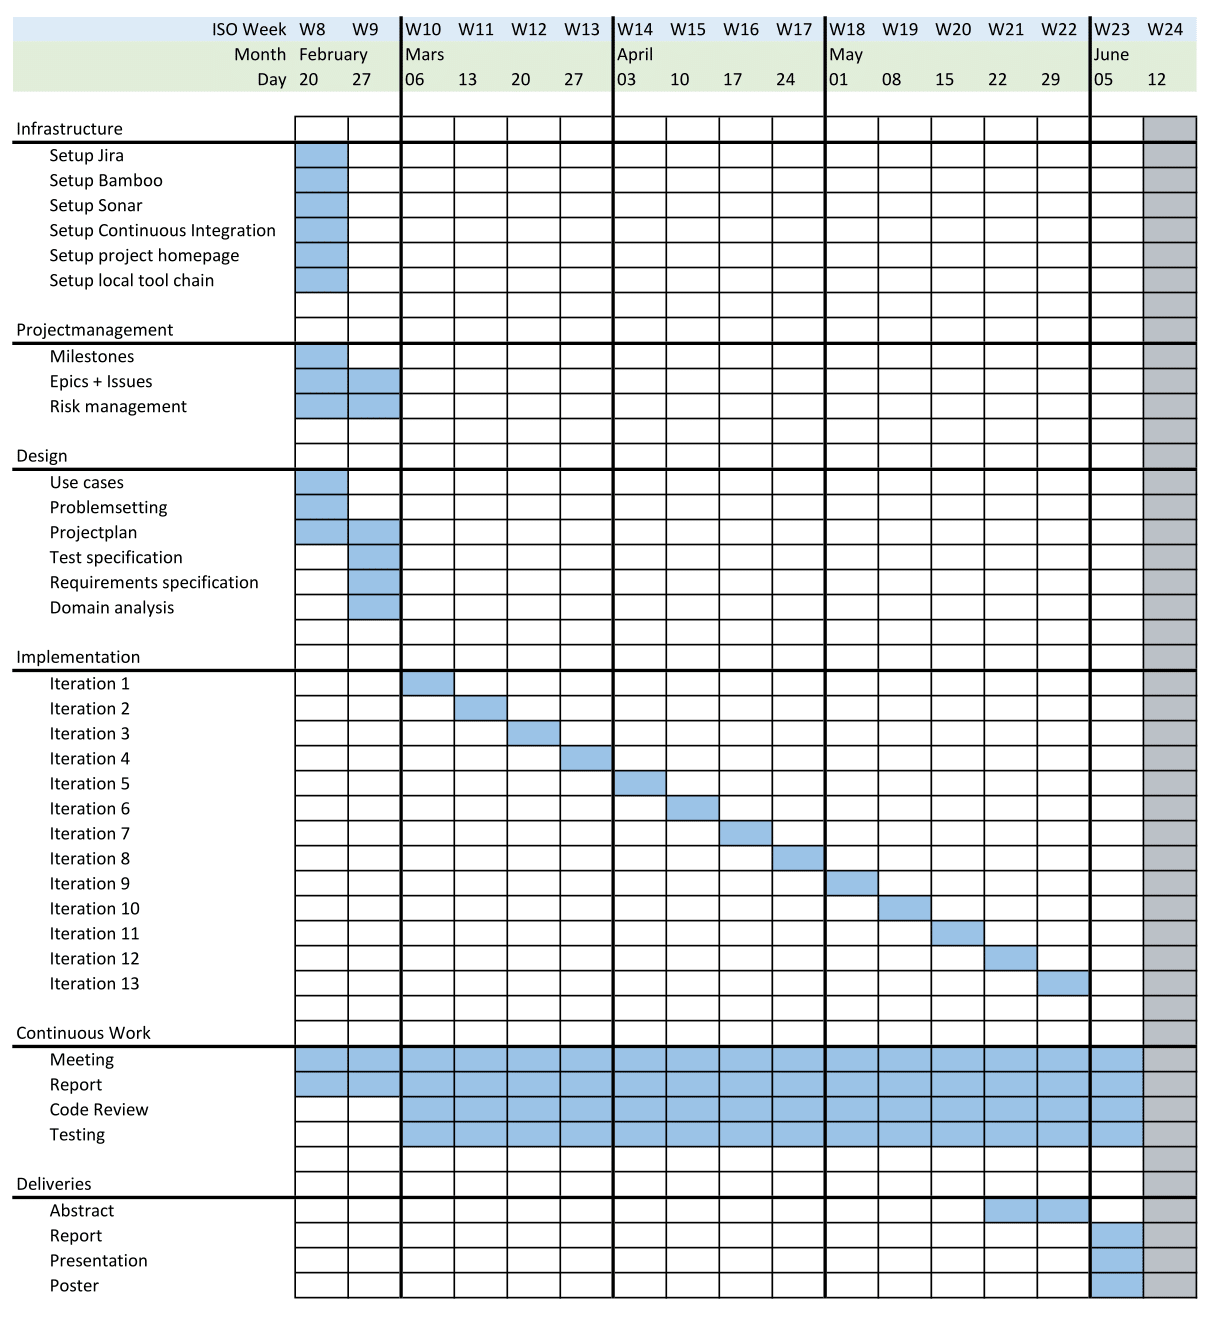 ISO Week W8 W9 W10 W11 W12 W13 W14 W15 W16 W17 W18 W19 W20 W21 W22 W23 W24
Month February Mars April May June
Day 20 27 06 13 20 27 03 10 17 24 01 08 15 22 29 05 12
Infrastructure
Setup Jira
Setup Bamboo
Setup Sonar
Setup Continuous Integration
Setup project homepage
Setup local tool chain
Projectmanagement
Milestones
Epics + Issues
Risk management
Design
Use cases
Problemsetting
Projectplan
Test specification
Requirements specification
Domain analysis
Implementation
Iteration 1
Iteration 2
Iteration 3
Iteration 4
Iteration 5
Iteration 6
Iteration 7
Iteration 8
Iteration 9
Iteration 10
Iteration 11
Iteration 12
Iteration 13
Continuous Work
Meeting
Report
Code Review
Testing
Deliveries
Abstract
Report
Presentation
Poster